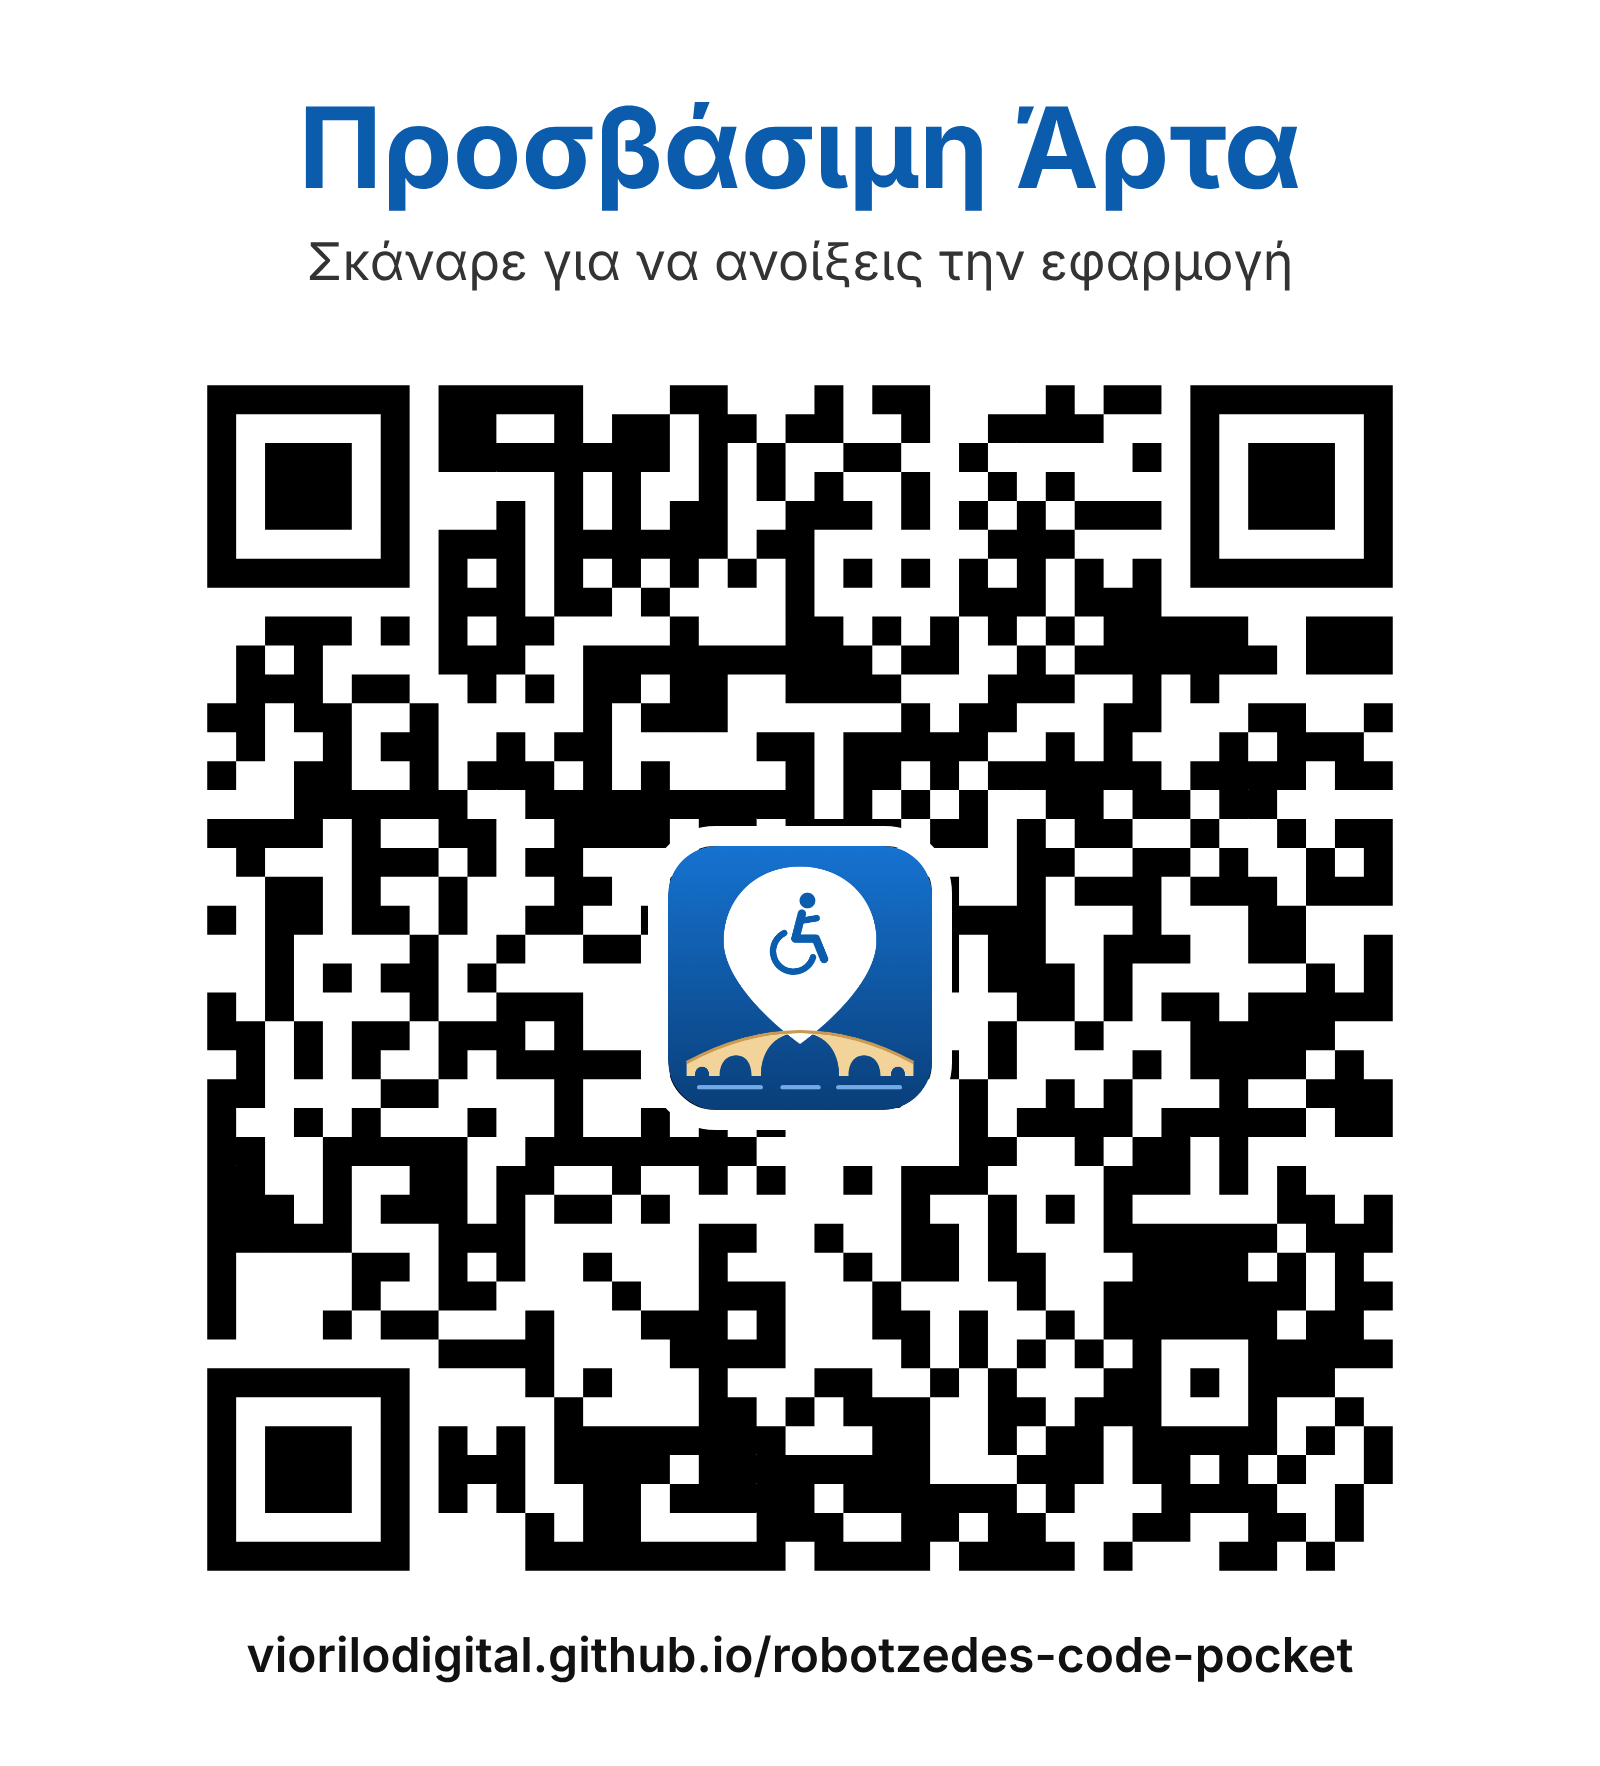 Προσβάσιμη Άρτα
Σκάναρε για να ανοίξεις την εφαρμογή
viorilodigital.github.io/robotzedes-code-pocket